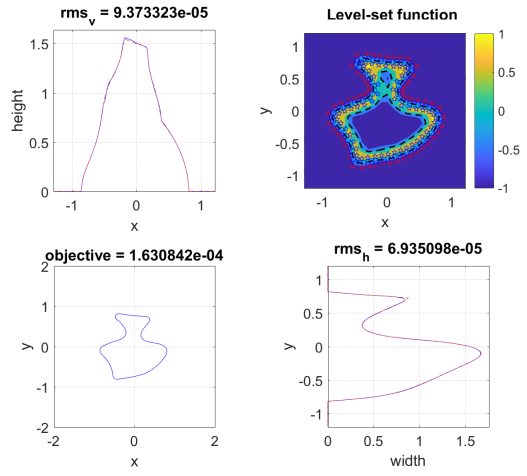 rms_v = 9.373323e-05
height
1.5
1
0.5
0
-1 0 1
x
Level-set function
y
1
0.5
0
-0.5
-1
-1 0 1
x
1
0.5
0
-0.5
-1
objective = 1.630842e-04
y
2
1
0
-1
-2
-2 0 2
x
rms_h = 6.935098e-05
y
1
0.5
0
-0.5
-1
0 0.5 1 1.5
width